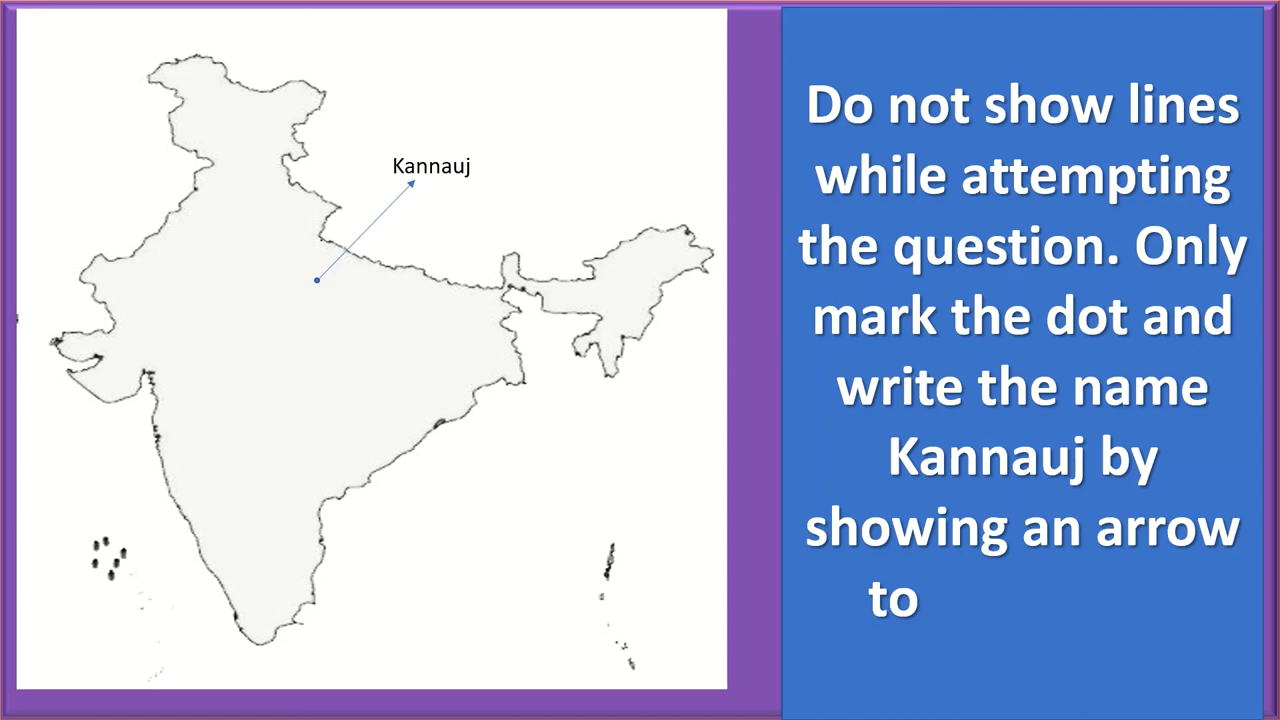 Kannauj
Do not show lines
while attempting
the question. Only
mark the dot and
write the name
Kannauj by
showing an arrow
to